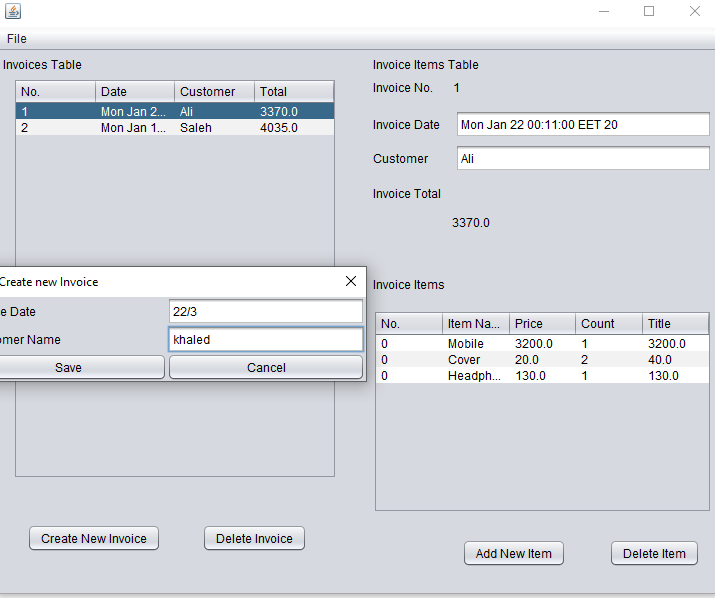 File
Invoices Table
No. Date Customer Total
1 Mon Jan 2... Ali 3370.0
2 Mon Jan 1... Saleh 4035.0
Invoice Items Table
Invoice No. 1
Invoice Date Mon Jan 22 00:11:00 EET 20
Customer Ali
Invoice Total
3370.0
Create new Invoice
e Date 22/3
omer Name khaled
Save Cancel
Invoice Items
No. Item Na... Price Count Title
0 Mobile 3200.0 1 3200.0
0 Cover 20.0 2 40.0
0 Headph... 130.0 1 130.0
Create New Invoice Delete Invoice
Add New Item Delete Item